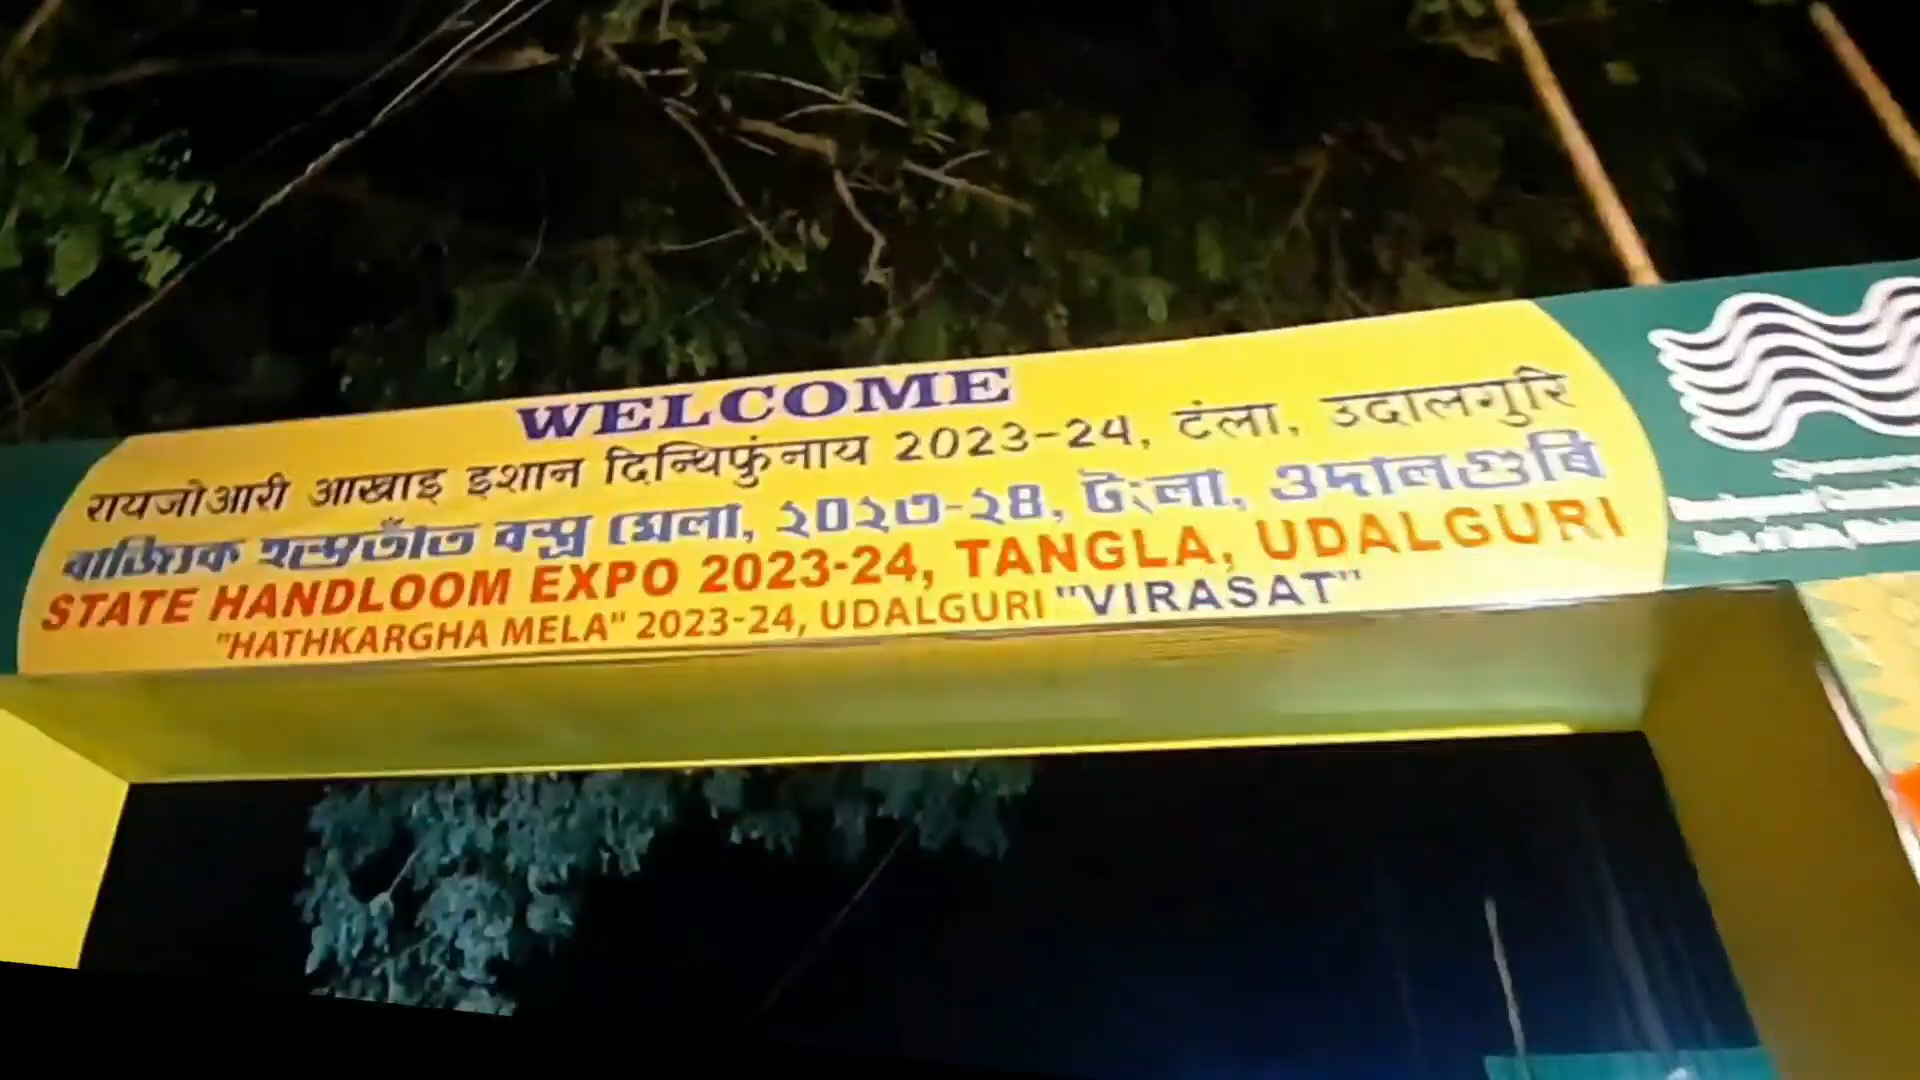 WELCOME
रायजोआरी आखाइ इशान दिन्थिफुंनाय 2023-24, टंला, उदालगुरि
ৰাজ্যিক হস্ততাঁত বস্ত্ৰ মেলা, ২০২৩-২৪, টংলা, ওদালগুৰি
STATE HANDLOOM EXPO 2023-24, TANGLA, UDALGURI
"HATHKARGHA MELA" 2023-24, UDALGURI "VIRASAT"